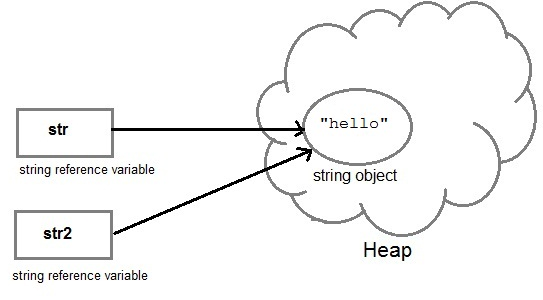 str
string reference variable
"hello"
string object
str2
string reference variable
Heap